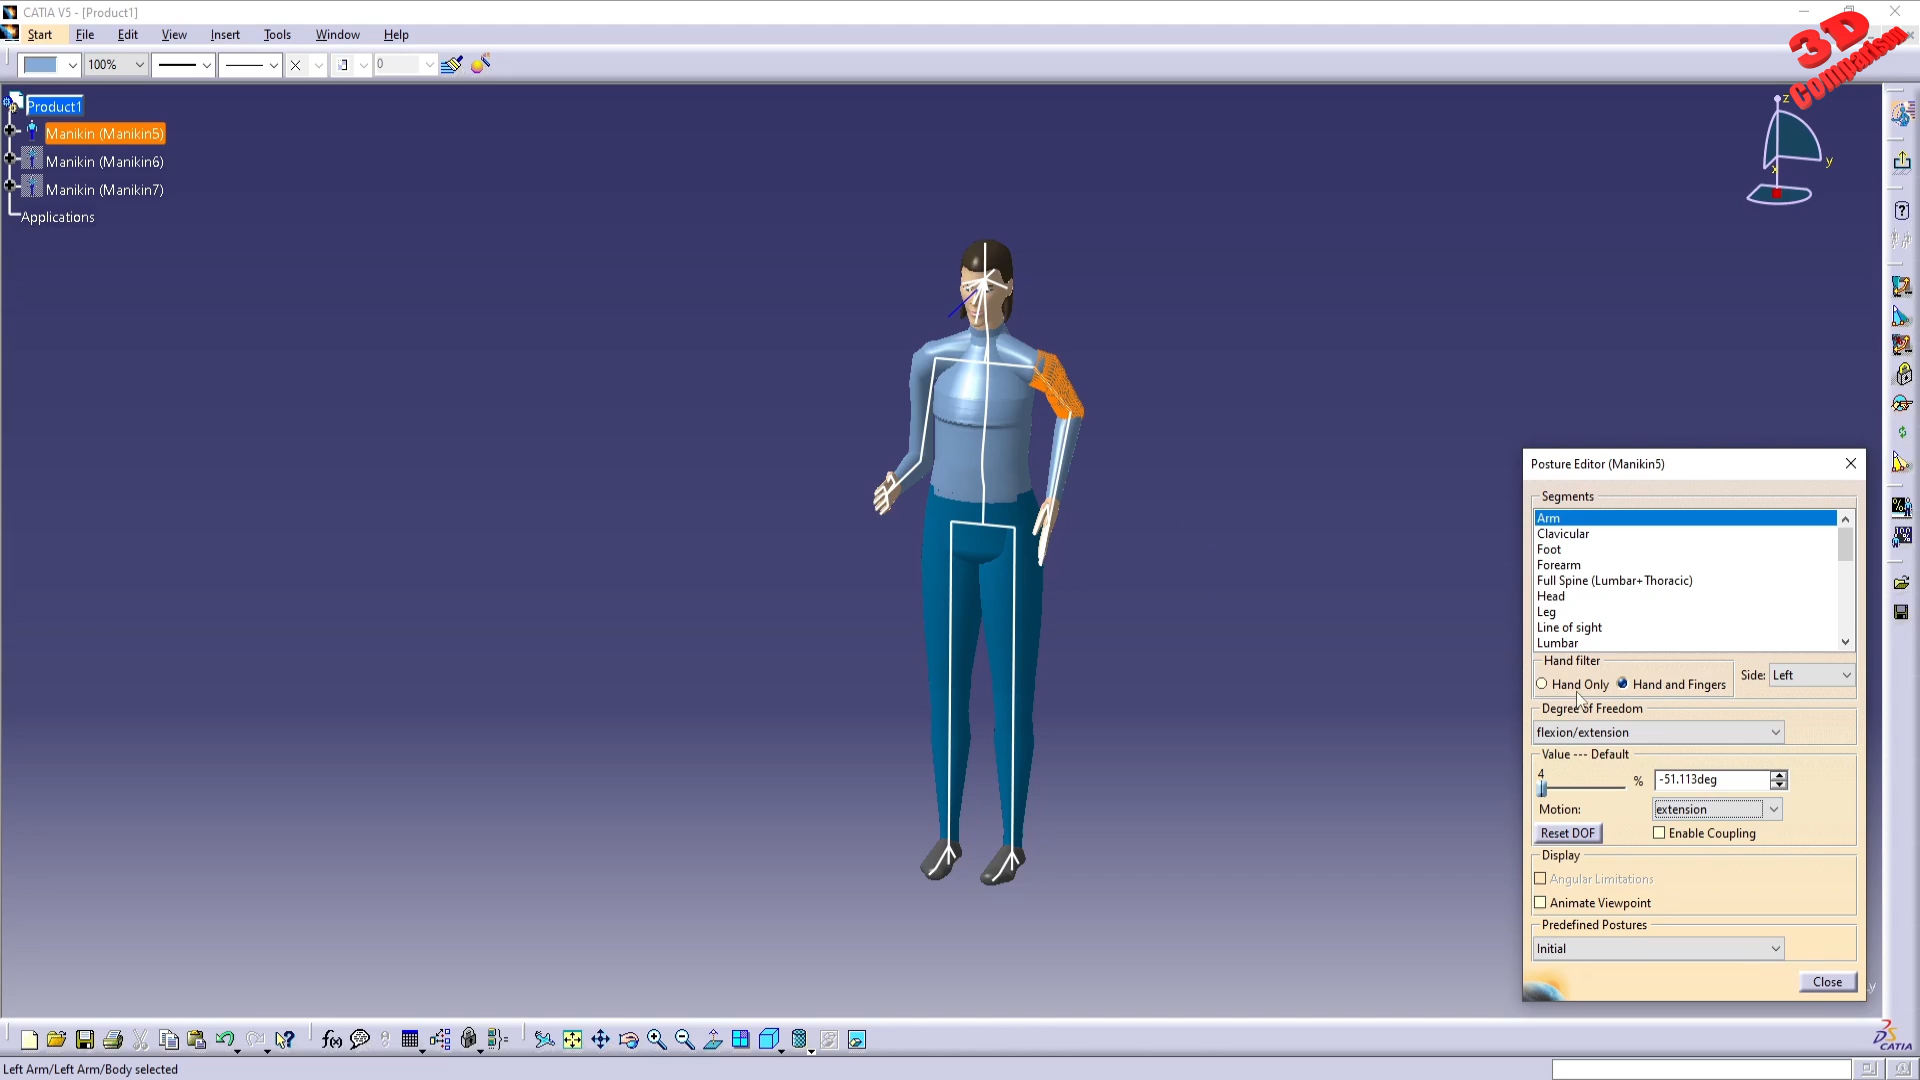 CATIA V5 - [Product1]
Start File Edit View Insert Tools Window Help
100% 0
3D
Comparison
Product1
Manikin (Manikin5)
Manikin (Manikin6)
Manikin (Manikin7)
Applications
z
y
x
Posture Editor (Manikin5)
Segments
Arm
Clavicular
Foot
Forearm
Full Spine (Lumbar+Thoracic)
Head
Leg
Line of sight
Lumbar
Hand filter
Hand Only Hand and Fingers
Side: Left
Degree of Freedom
flexion/extension
Value --- Default
4
% -51.113deg
Motion: extension
Reset DOF Enable Coupling
Display
Angular Limitations
Animate Viewpoint
Predefined Postures
Initial
Close
y
f(x)
CATIA
Left Arm/Left Arm/Body selected